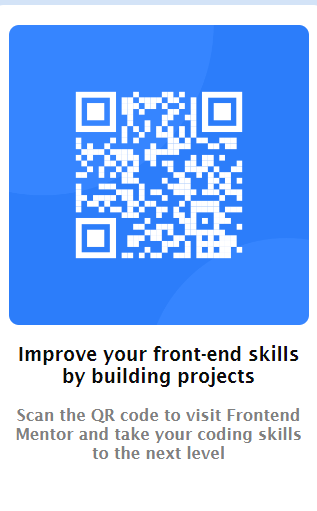 Improve your front-end skills
by building projects
Scan the QR code to visit Frontend
Mentor and take your coding skills
to the next level